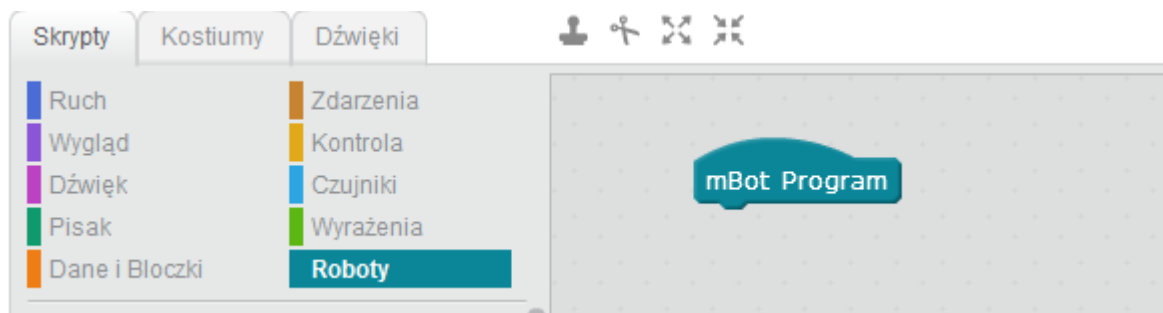 Skrypty Kostiumy Dźwięki
Ruch Zdarzenia
Wygląd Kontrola
Dźwięk Czujniki
Pisak Wyrażenia
Dane i Bloczki Roboty
mBot Program